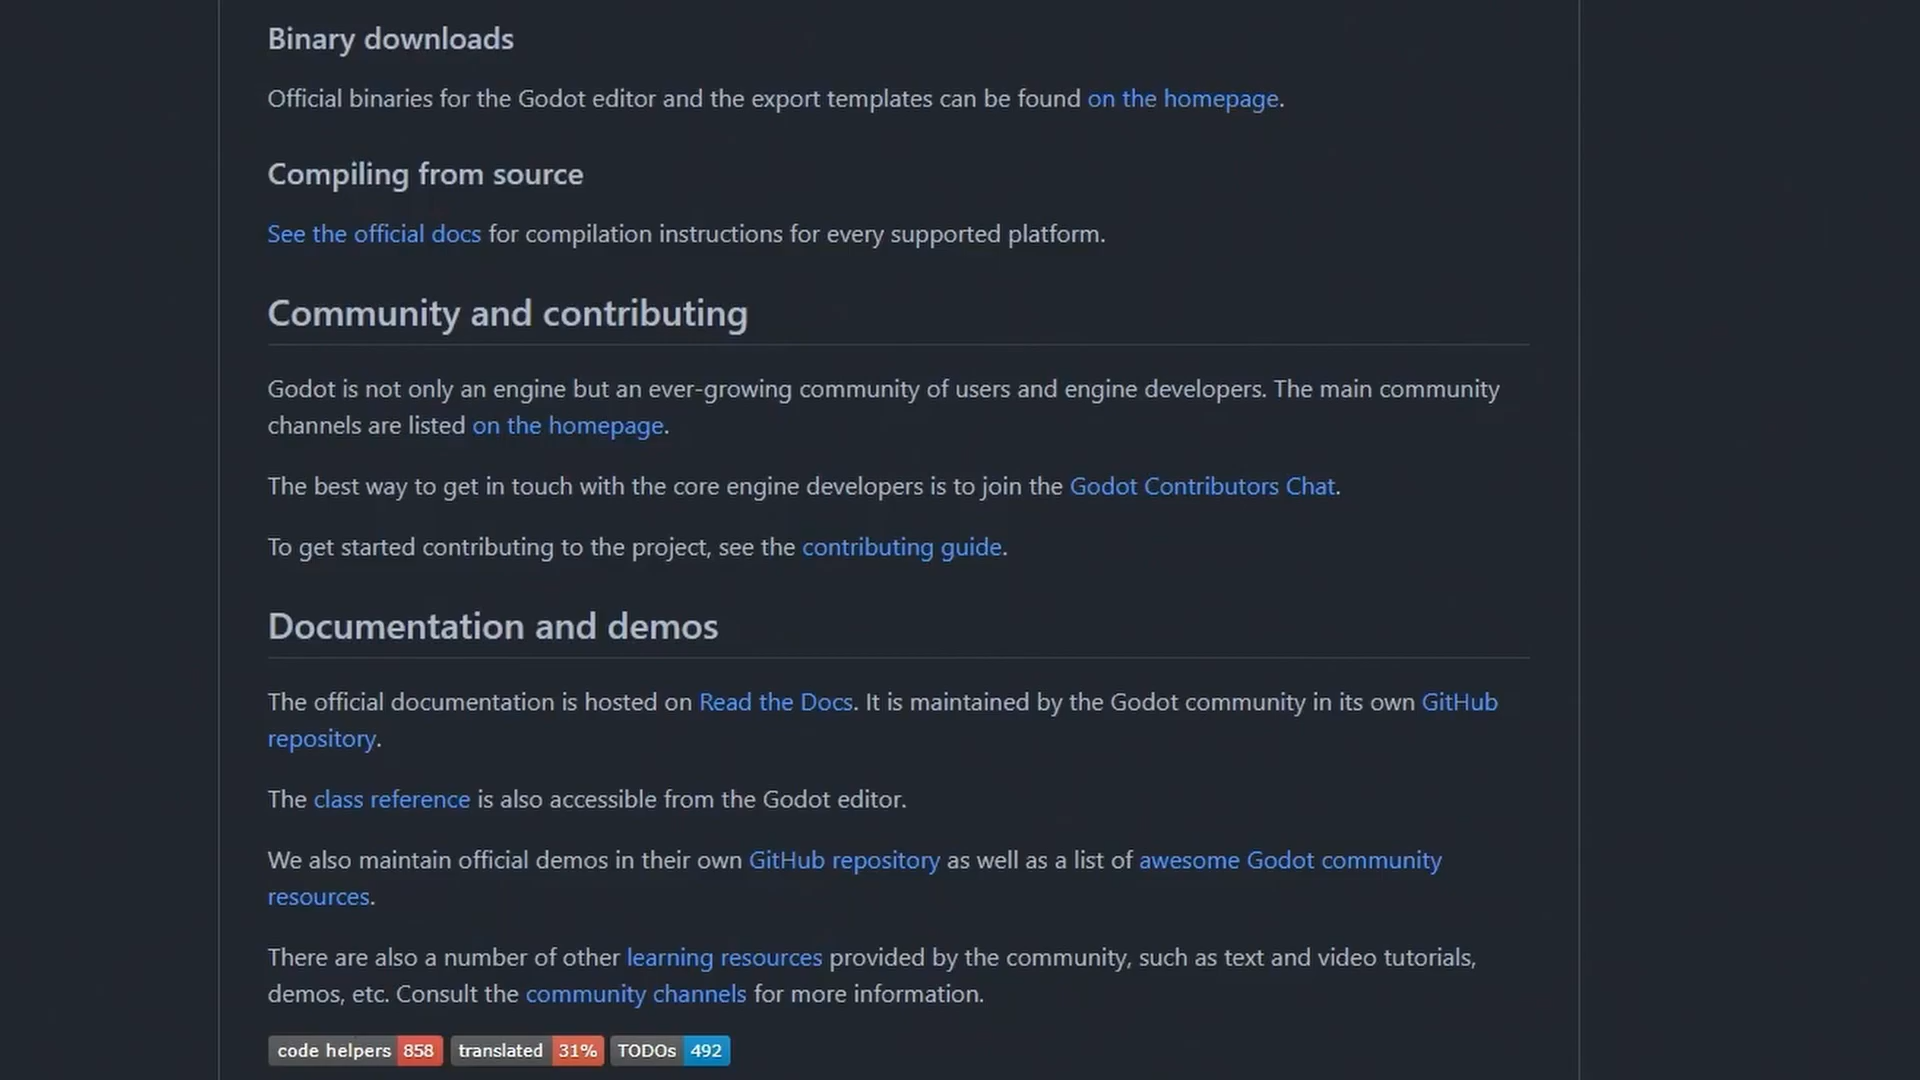 Binary downloads
Official binaries for the Godot editor and the export templates can be found on the homepage.
Compiling from source
See the official docs for compilation instructions for every supported platform.
Community and contributing
Godot is not only an engine but an ever-growing community of users and engine developers. The main community
channels are listed on the homepage.
The best way to get in touch with the core engine developers is to join the Godot Contributors Chat.
To get started contributing to the project, see the contributing guide.
Documentation and demos
The official documentation is hosted on Read the Docs. It is maintained by the Godot community in its own GitHub
repository.
The class reference is also accessible from the Godot editor.
We also maintain official demos in their own GitHub repository as well as a list of awesome Godot community
resources.
There are also a number of other learning resources provided by the community, such as text and video tutorials,
demos, etc. Consult the community channels for more information.
code helpers 858 translated 31% TODOs 492